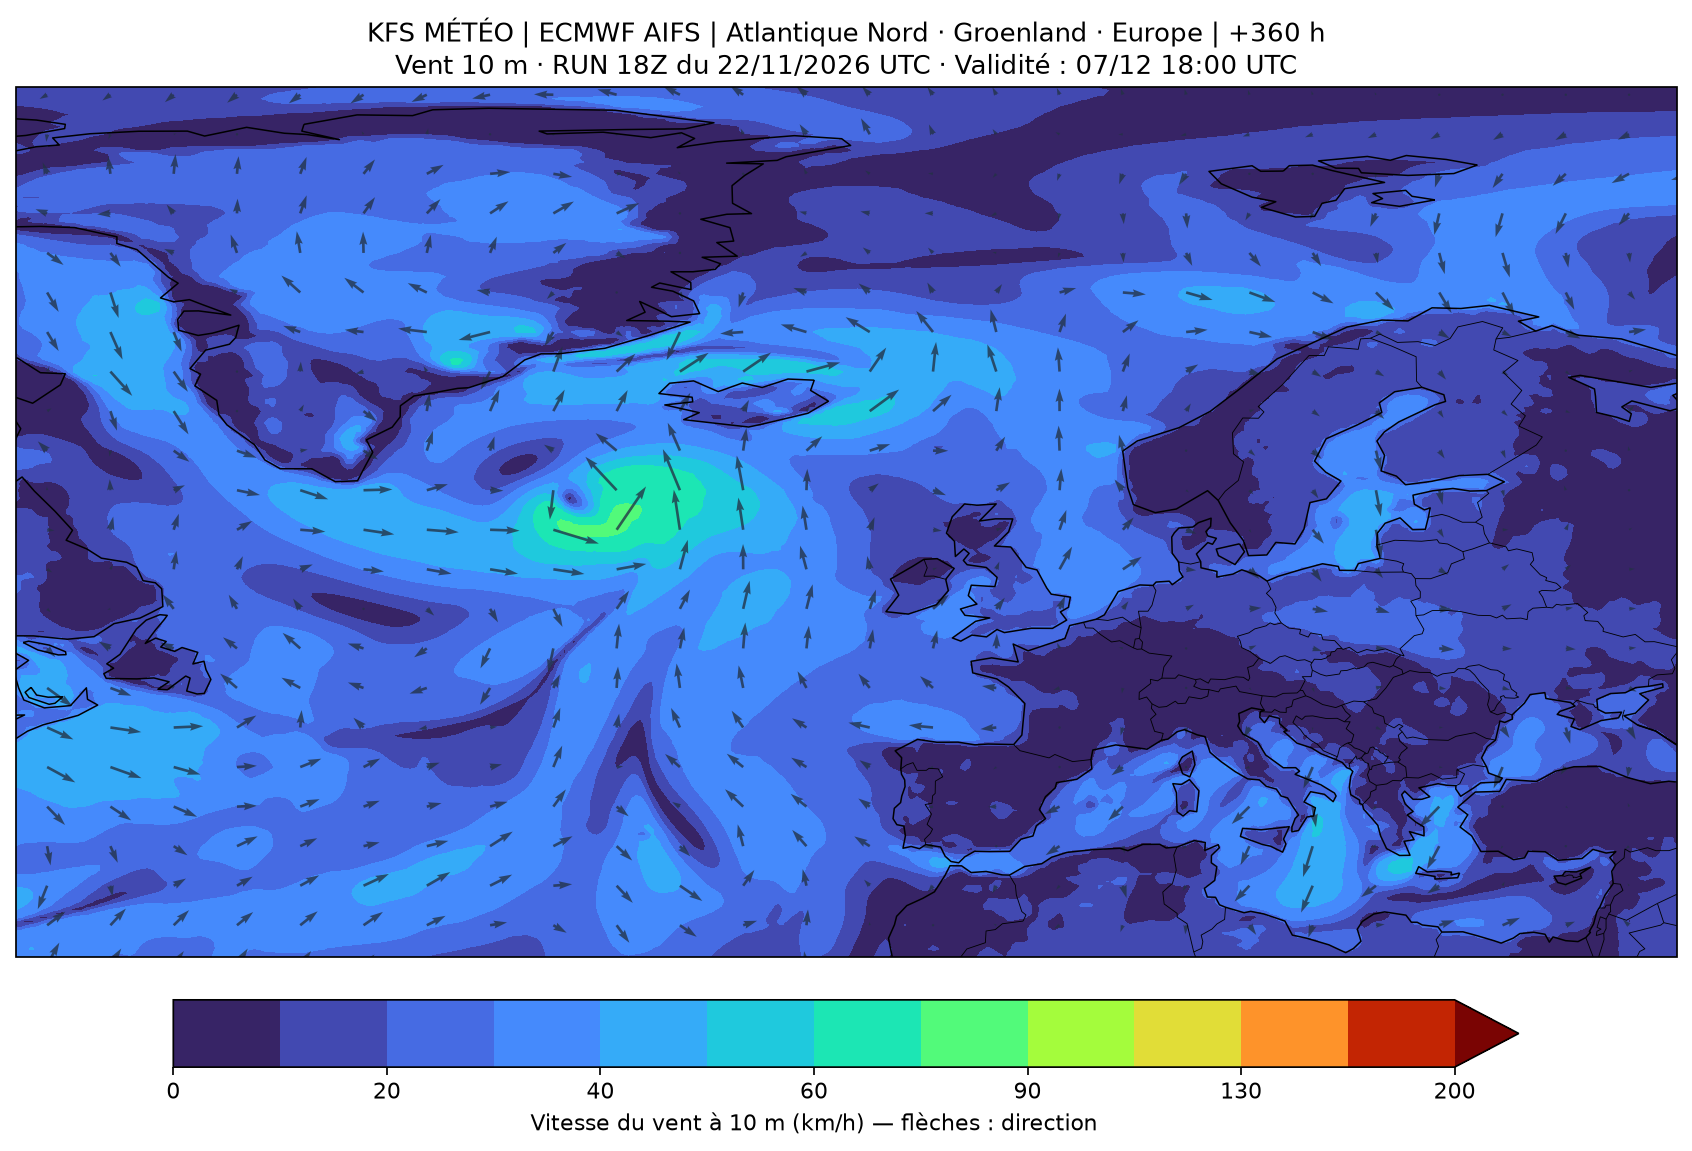 KFS MÉTÉO | ECMWF AIFS | Atlantique Nord · Groenland · Europe | +360 h
Vent 10 m · RUN 18Z du 22/11/2026 UTC · Validité : 07/12 18:00 UTC
0 20 40 60 90 130 200
Vitesse du vent à 10 m (km/h) — flèches : direction